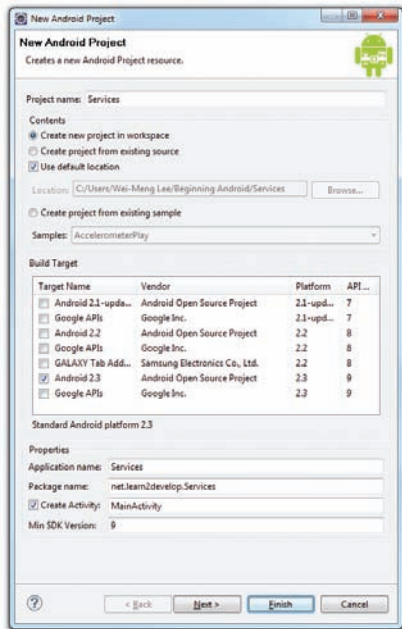 New Android Project
New Android Project
Creates a new Android Project resource.
Project name: Services
Contents
Create new project in workspace
Create project from existing source
Use default location
Location: C:/Users/Wei-Meng Lee/Beginning Android/Services Browse...
Create project from existing sample
Samples: AccelerometerPlay
Build Target
Target Name Vendor Platform API ...
Android 2.1-upda... Android Open Source Project 2.1-upd... 7
Google APIs Google Inc. 2.1-upd... 7
Android 2.2 Android Open Source Project 2.2 8
Google APIs Google Inc. 2.2 8
GALAXY Tab Add... Samsung Electronics Co., Ltd. 2.2 8
Android 2.3 Android Open Source Project 2.3 9
Google APIs Google Inc. 2.3 9
Standard Android platform 2.3
Properties
Application name: Services
Package name: net.learn2develop.Services
Create Activity: MainActivity
Min SDK Version: 9
? < Back Next > Finish Cancel